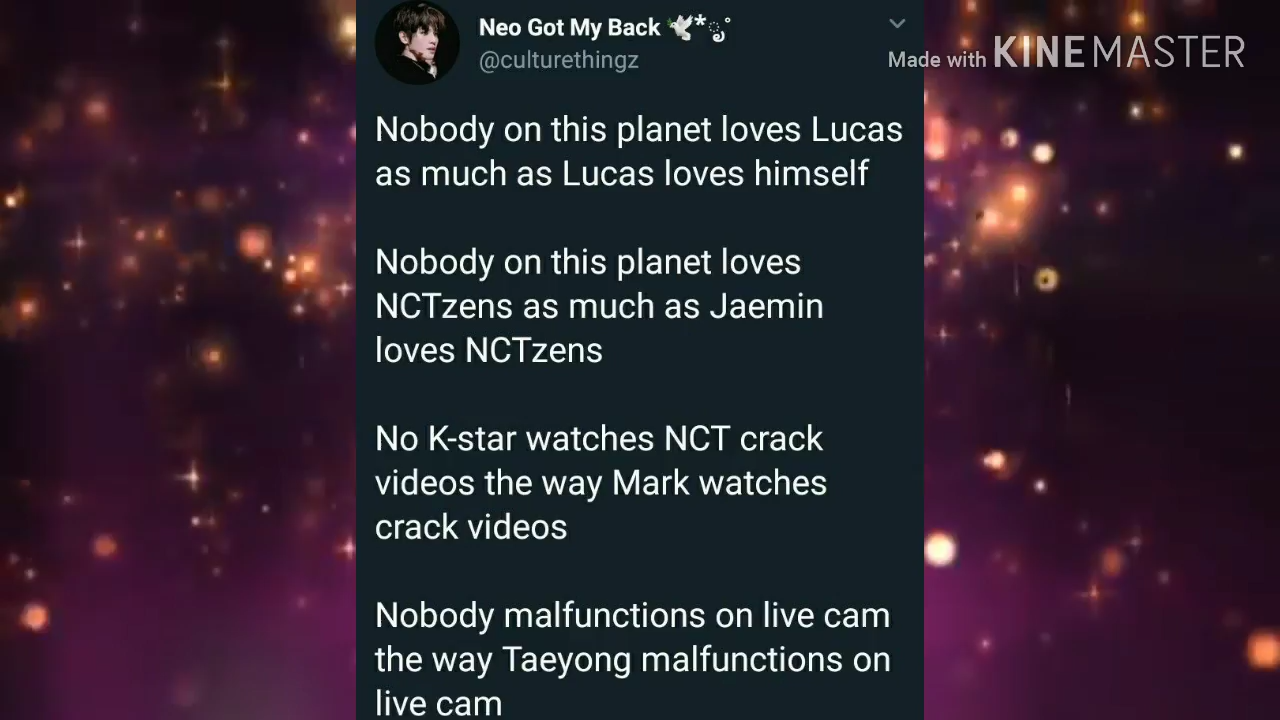 Neo Got My Back 🕊️*ೃ˚
@culturethingz
Made with KINEMASTER
Nobody on this planet loves Lucas
as much as Lucas loves himself
Nobody on this planet loves
NCTzens as much as Jaemin
loves NCTzens
No K-star watches NCT crack
videos the way Mark watches
crack videos
Nobody malfunctions on live cam
the way Taeyong malfunctions on
live cam